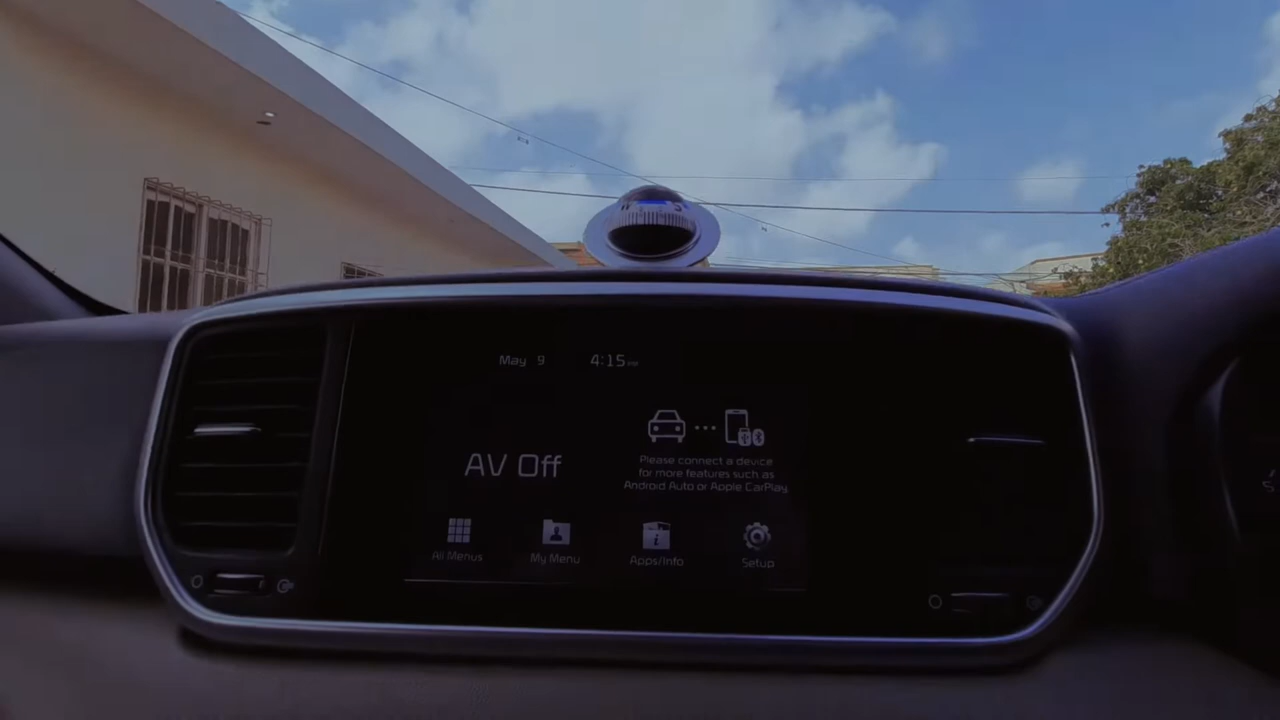 May 9 4:15 PM
AV Off
Please connect a device
for more features such as
Android Auto or Apple CarPlay
All Menus My Menu Apps/Info Setup